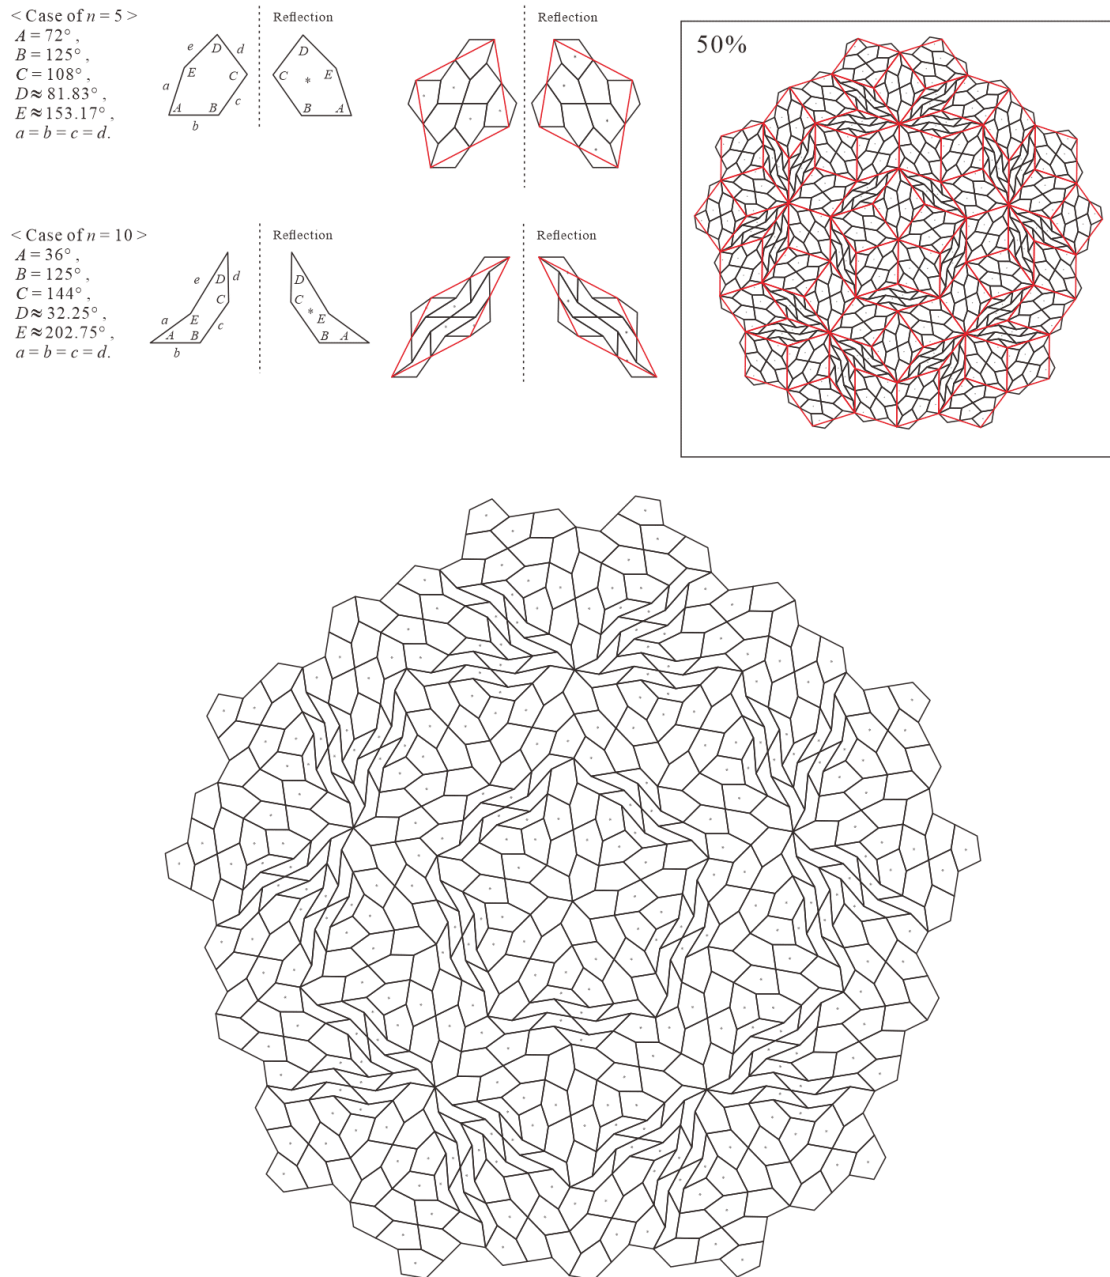 < Case of n = 5 >
A = 72° ,
B = 125° ,
C = 108° ,
D ≈ 81.83° ,
E ≈ 153.17° ,
a = b = c = d.
e
D
d
E
C
a
A
B
c
b
Reflection
D
C
E
*
B
A
Reflection
50%
< Case of n = 10 >
A = 36° ,
B = 125° ,
C = 144° ,
D ≈ 32.25° ,
E ≈ 202.75° ,
a = b = c = d.
e
D
d
C
a
E
c
A
B
b
Reflection
D
C
*
E
B
A
Reflection